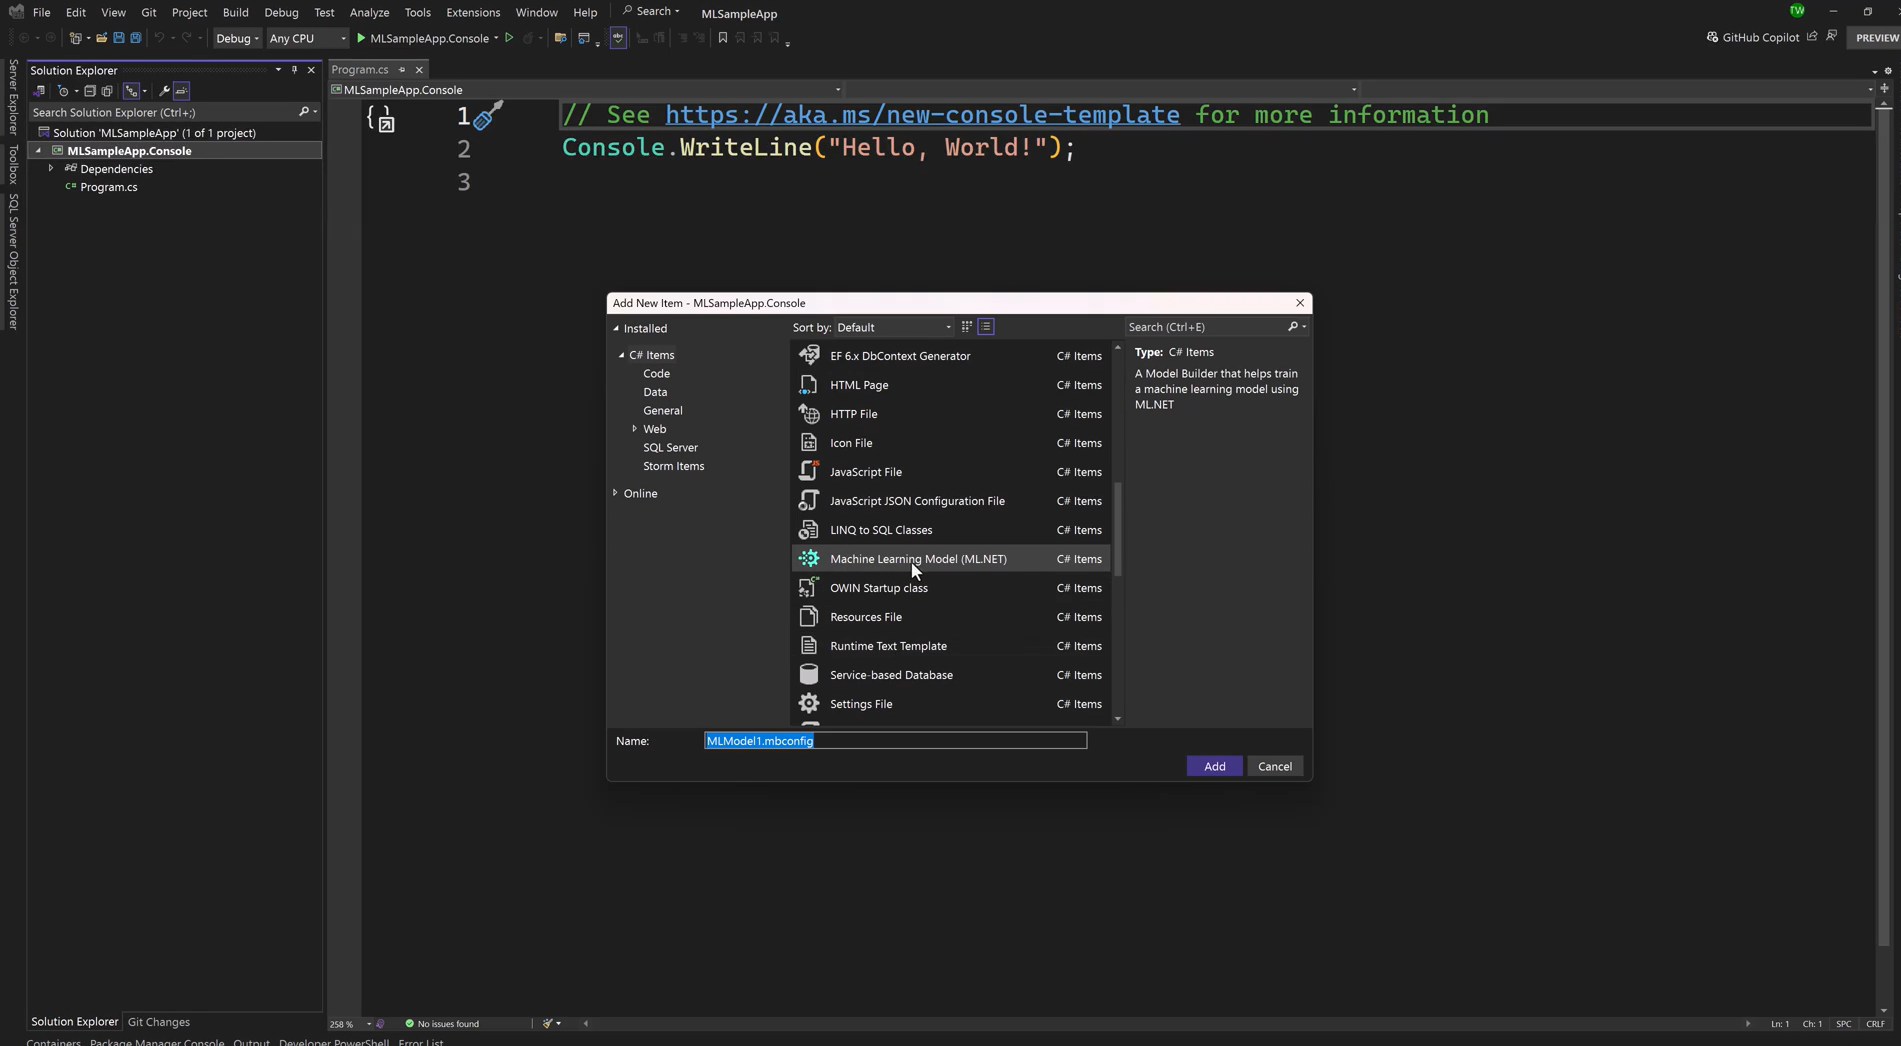 File Edit View Git Project Build Debug Test Analyze Tools Extensions Window Help Search MLSampleApp TW
Debug Any CPU MLSampleApp.Console GitHub Copilot PREVIEW
Server Explorer
Toolbox
SQL Server Object Explorer
Solution Explorer
Search Solution Explorer (Ctrl+;)
Solution 'MLSampleApp' (1 of 1 project)
MLSampleApp.Console
Dependencies
C# Program.cs
Program.cs
MLSampleApp.Console
1 // See https://aka.ms/new-console-template for more information
2 Console.WriteLine("Hello, World!");
3
Add New Item - MLSampleApp.Console
Installed
C# Items
Code
Data
General
Web
SQL Server
Storm Items
Online
Sort by: Default
EF 6.x DbContext Generator C# Items
HTML Page C# Items
HTTP File C# Items
Icon File C# Items
JavaScript File C# Items
JavaScript JSON Configuration File C# Items
LINQ to SQL Classes C# Items
Machine Learning Model (ML.NET) C# Items
OWIN Startup class C# Items
Resources File C# Items
Runtime Text Template C# Items
Service-based Database C# Items
Settings File C# Items
Search (Ctrl+E)
Type: C# Items
A Model Builder that helps train
a machine learning model using
ML.NET
Name: MLModel1.mbconfig
Add Cancel
Solution Explorer Git Changes
258 % No issues found Ln: 1 Ch: 1 SPC CRLF
Containers Package Manager Console Output Developer PowerShell Error List